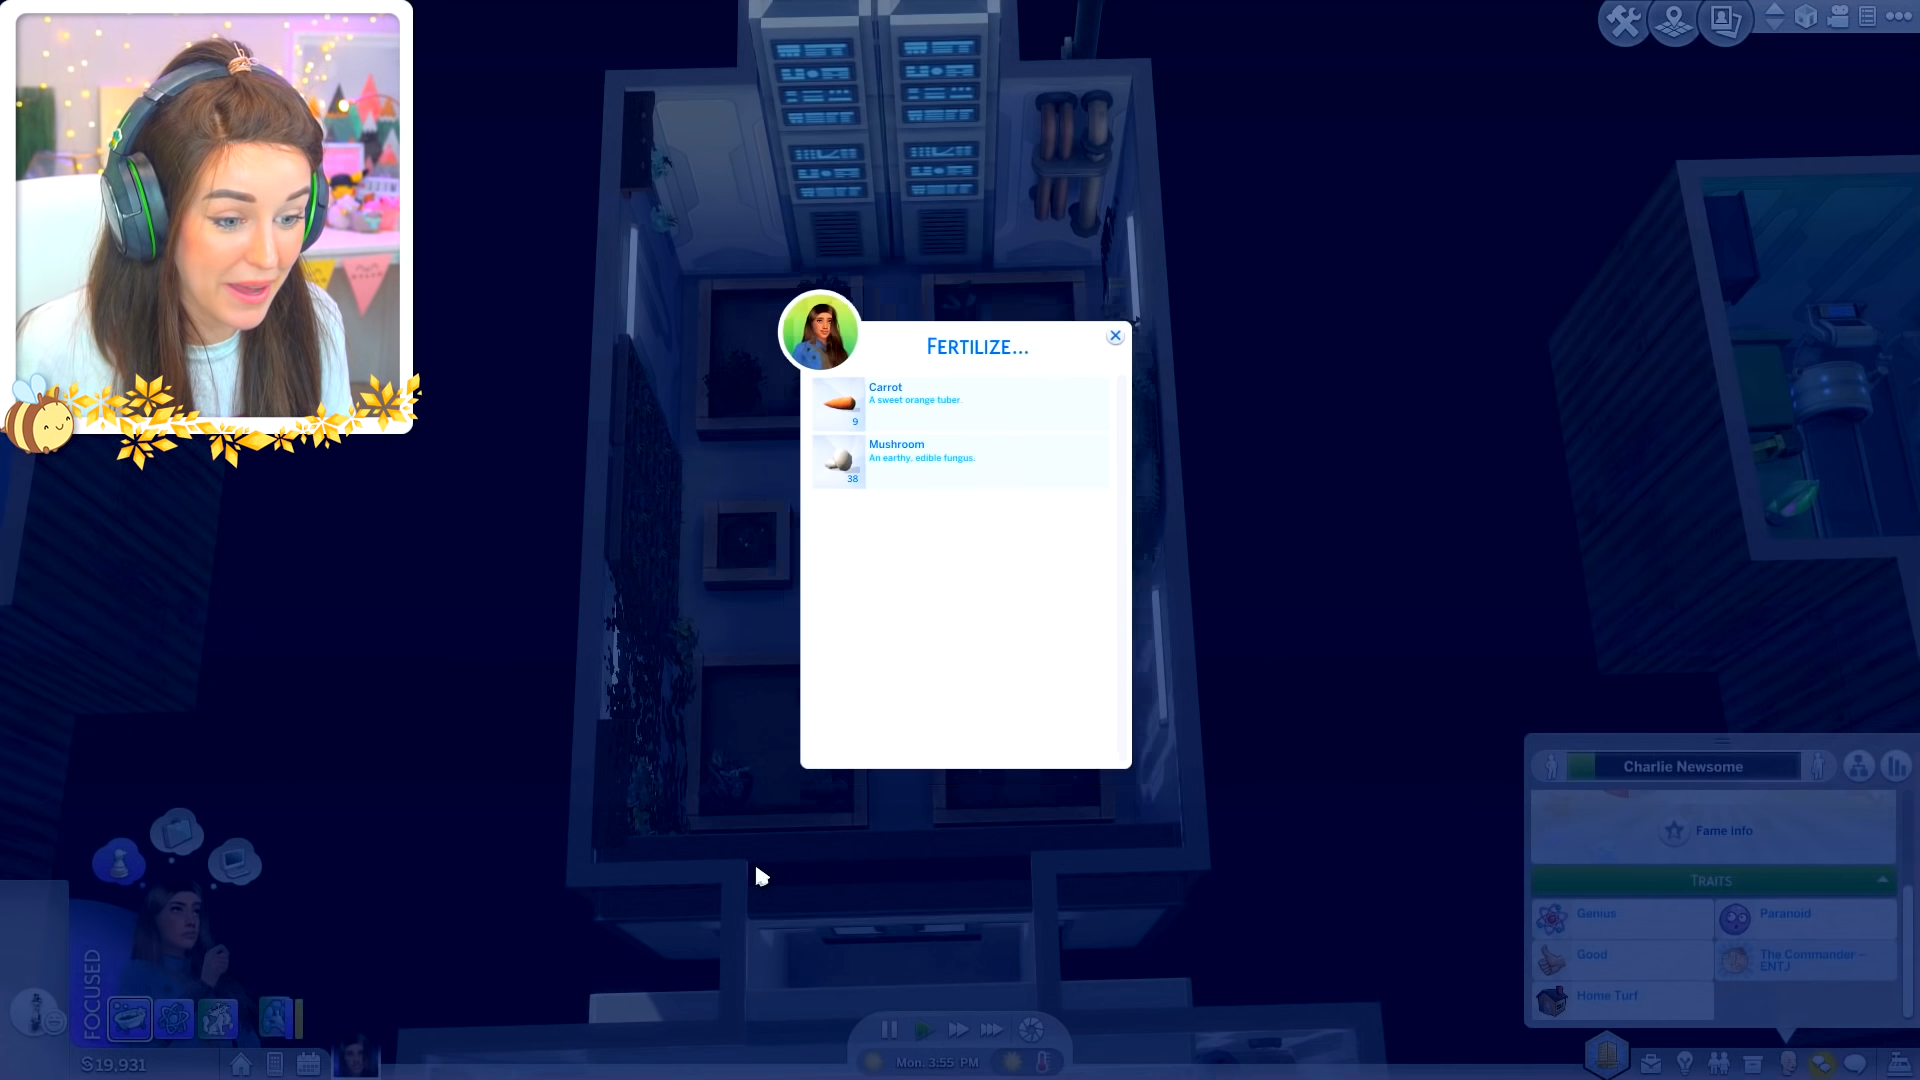 FERTILIZE...
Carrot
A sweet orange tuber.
9
Mushroom
An earthy, edible fungus.
38
Charlie Newsome
Fame info
TRAITS
Genius
Paranoid
Good
The Commander –
ENTJ
Home Turf
FOCUSED
§19,931
Mon. 3:55 PM